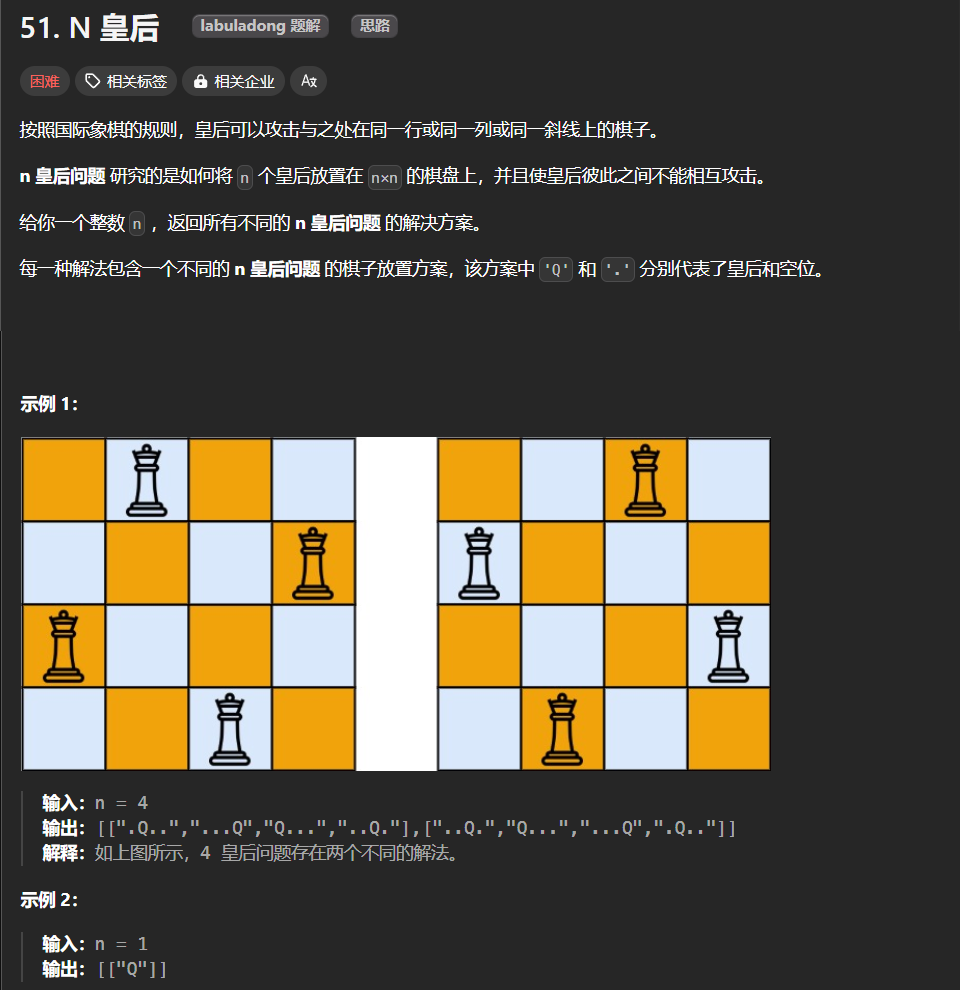 51. N 皇后 labuladong 题解 思路
困难 相关标签 相关企业 A文
按照国际象棋的规则，皇后可以攻击与之处在同一行或同一列或同一斜线上的棋子。
n 皇后问题 研究的是如何将 n 个皇后放置在 n×n 的棋盘上，并且使皇后彼此之间不能相互攻击。
给你一个整数 n ，返回所有不同的 n 皇后问题 的解决方案。
每一种解法包含一个不同的 n 皇后问题 的棋子放置方案，该方案中 'Q' 和 '.' 分别代表了皇后和空位。
示例 1：
输入：n = 4
输出：[[".Q..","...Q","Q...","..Q."],["..Q.","Q...","...Q",".Q.."]]
解释：如上图所示，4 皇后问题存在两个不同的解法。
示例 2：
输入：n = 1
输出：[["Q"]]